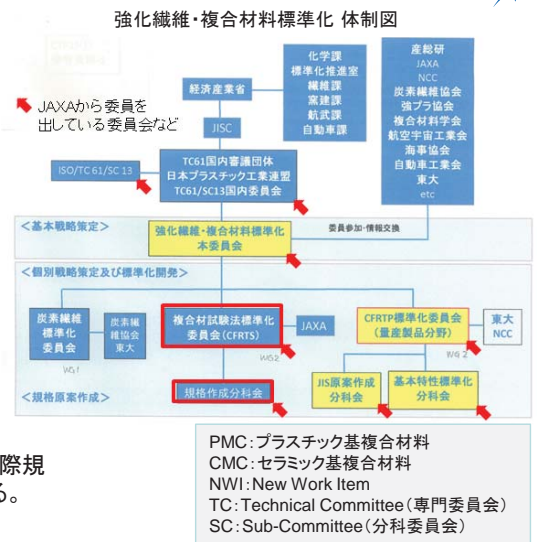 強化繊維・複合材料標準化 体制図
JAXAから委員を
出している委員会など
経済産業省
化学課
標準化推進室
繊維課
窯建課
航武課
自動車課
産総研
JAXA
NCC
炭素繊維協会
強プラ協会
複合材料学会
航空宇宙工業会
海事協会
自動車工業会
東大
etc
JISC
ISO/TC 61/SC 13
TC61国内審議団体
日本プラスチック工業連盟
TC61/SC13国内委員会
<基本戦略策定>
強化繊維・複合材料標準化
本委員会
委員参加・情報交換
<個別戦略策定及び標準化開発>
炭素繊維
標準化
委員会
炭素繊
維協会
東大
WG1
複合材試験法標準化
委員会(CFRTS)
WG2
JAXA
CFRTP標準化委員会
(量産製品分野)
WG2
東大
NCC
<規格原案作成>
規格作成分科会
JIS原案作成
分科会
基本特性標準化
分科会
際規
る。
PMC:プラスチック基複合材料
CMC:セラミック基複合材料
NWI:New Work Item
TC:Technical Committee(専門委員会)
SC:Sub-Committee(分科委員会)